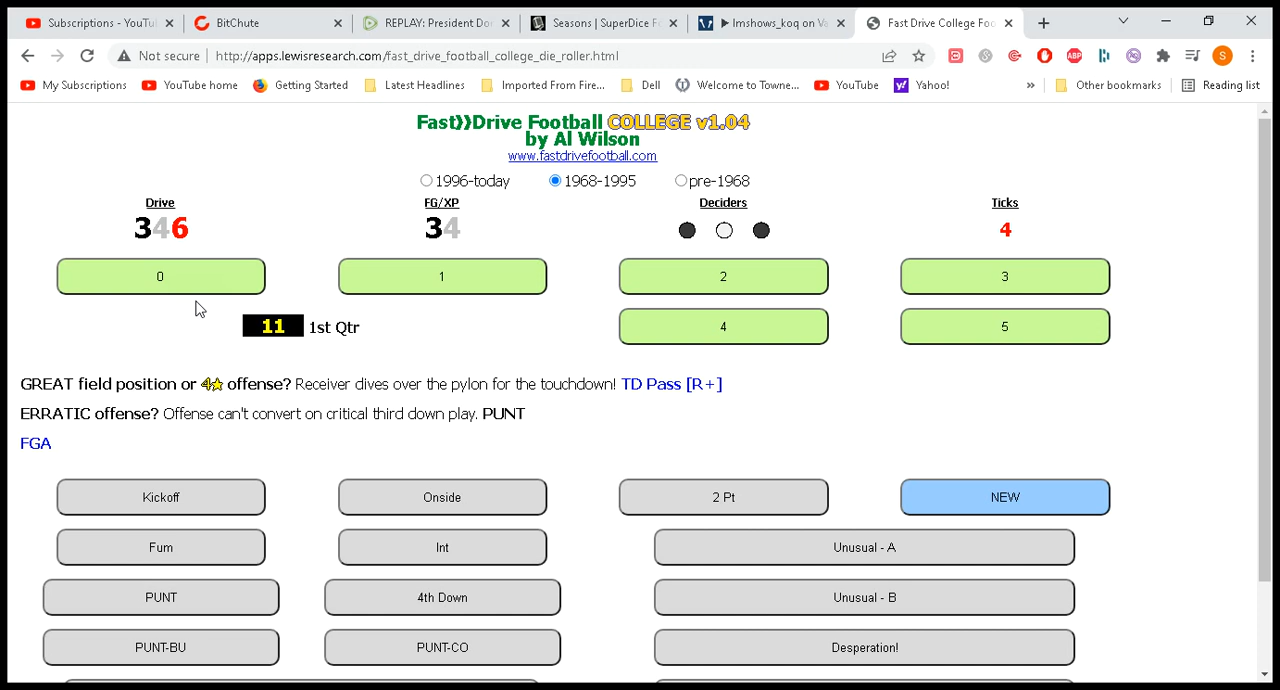 Subscriptions - YouTu
BitChute
REPLAY: President Do
Seasons | SuperDice F
▶ Imshows_koq on Va
Fast Drive College Foo
Not secure | http://apps.lewisresearch.com/fast_drive_football_college_die_roller.html
ABP
S
My Subscriptions
YouTube home
Getting Started
Latest Headlines
Imported From Fire...
Dell
Welcome to Towne...
YouTube
Yahoo!
»
Other bookmarks
Reading list
Fast))Drive Football COLLEGE v1.04
by Al Wilson
www.fastdrivefootball.com
1996-today 1968-1995 pre-1968
Drive FG/XP Deciders Ticks
346 34 4
0 1 2 3
11 1st Qtr 4 5
GREAT field position or 4★ offense? Receiver dives over the pylon for the touchdown! TD Pass [R+]
ERRATIC offense? Offense can't convert on critical third down play. PUNT
FGA
Kickoff Onside 2 Pt NEW
Fum Int Unusual - A
PUNT 4th Down Unusual - B
PUNT-BU PUNT-CO Desperation!